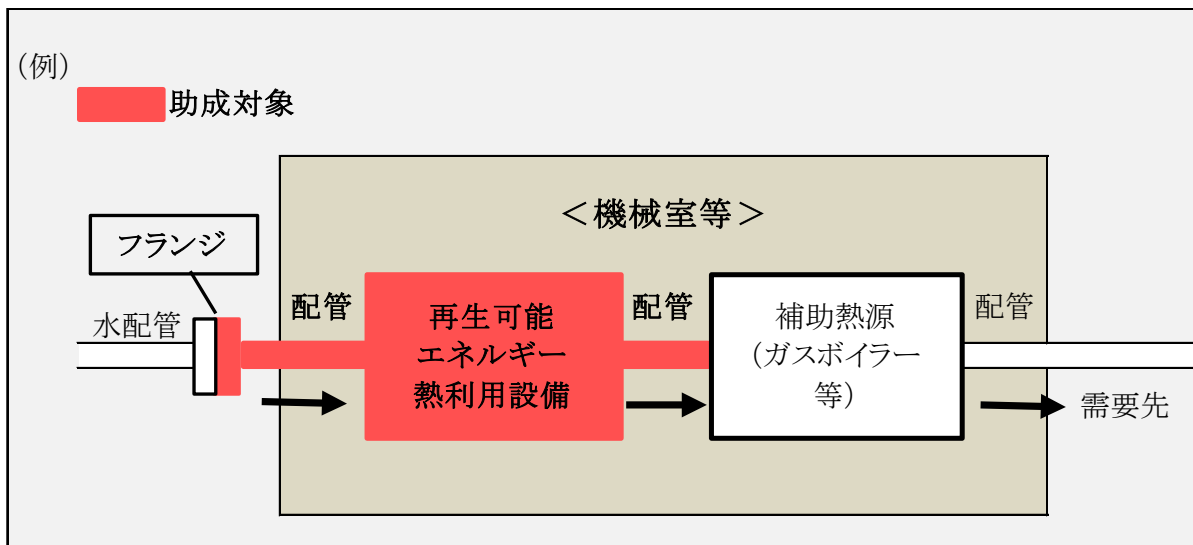 （例）
助成対象
＜機械室等＞
フランジ
水配管
配管
再生可能
エネルギー
熱利用設備
配管
補助熱源
（ガスボイラー
等）
配管
需要先